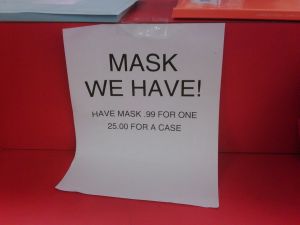 MASK
WE HAVE!
HAVE MASK .99 FOR ONE
25.00 FOR A CASE